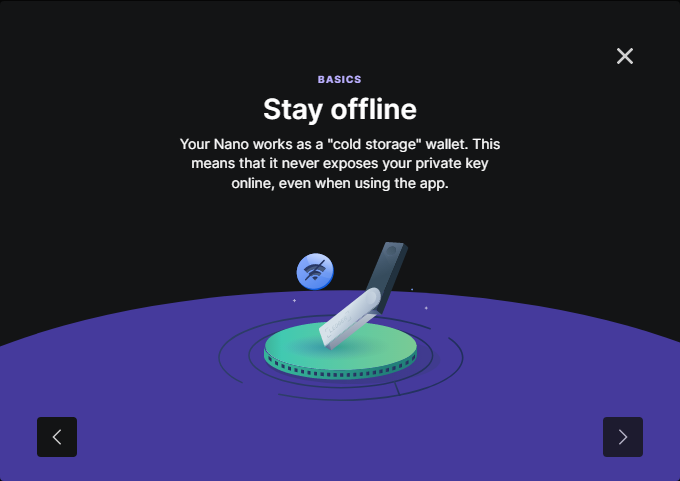 BASICS
Stay offline
Your Nano works as a "cold storage" wallet. This
means that it never exposes your private key
online, even when using the app.